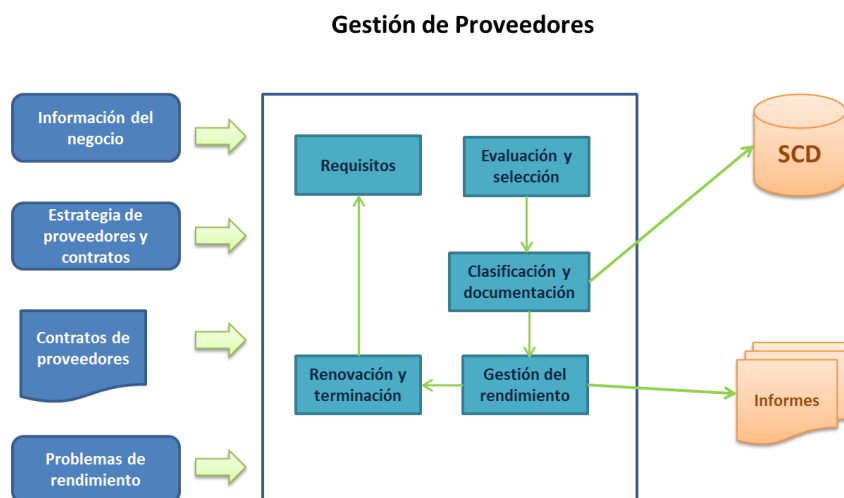 Gestión de Proveedores
Información del
negocio
Estrategia de
proveedores y
contratos
Contratos de
proveedores
Problemas de
rendimiento
Requisitos
Evaluación y
selección
Clasificación y
documentación
Renovación y
terminación
Gestión del
rendimiento
SCD
Informes